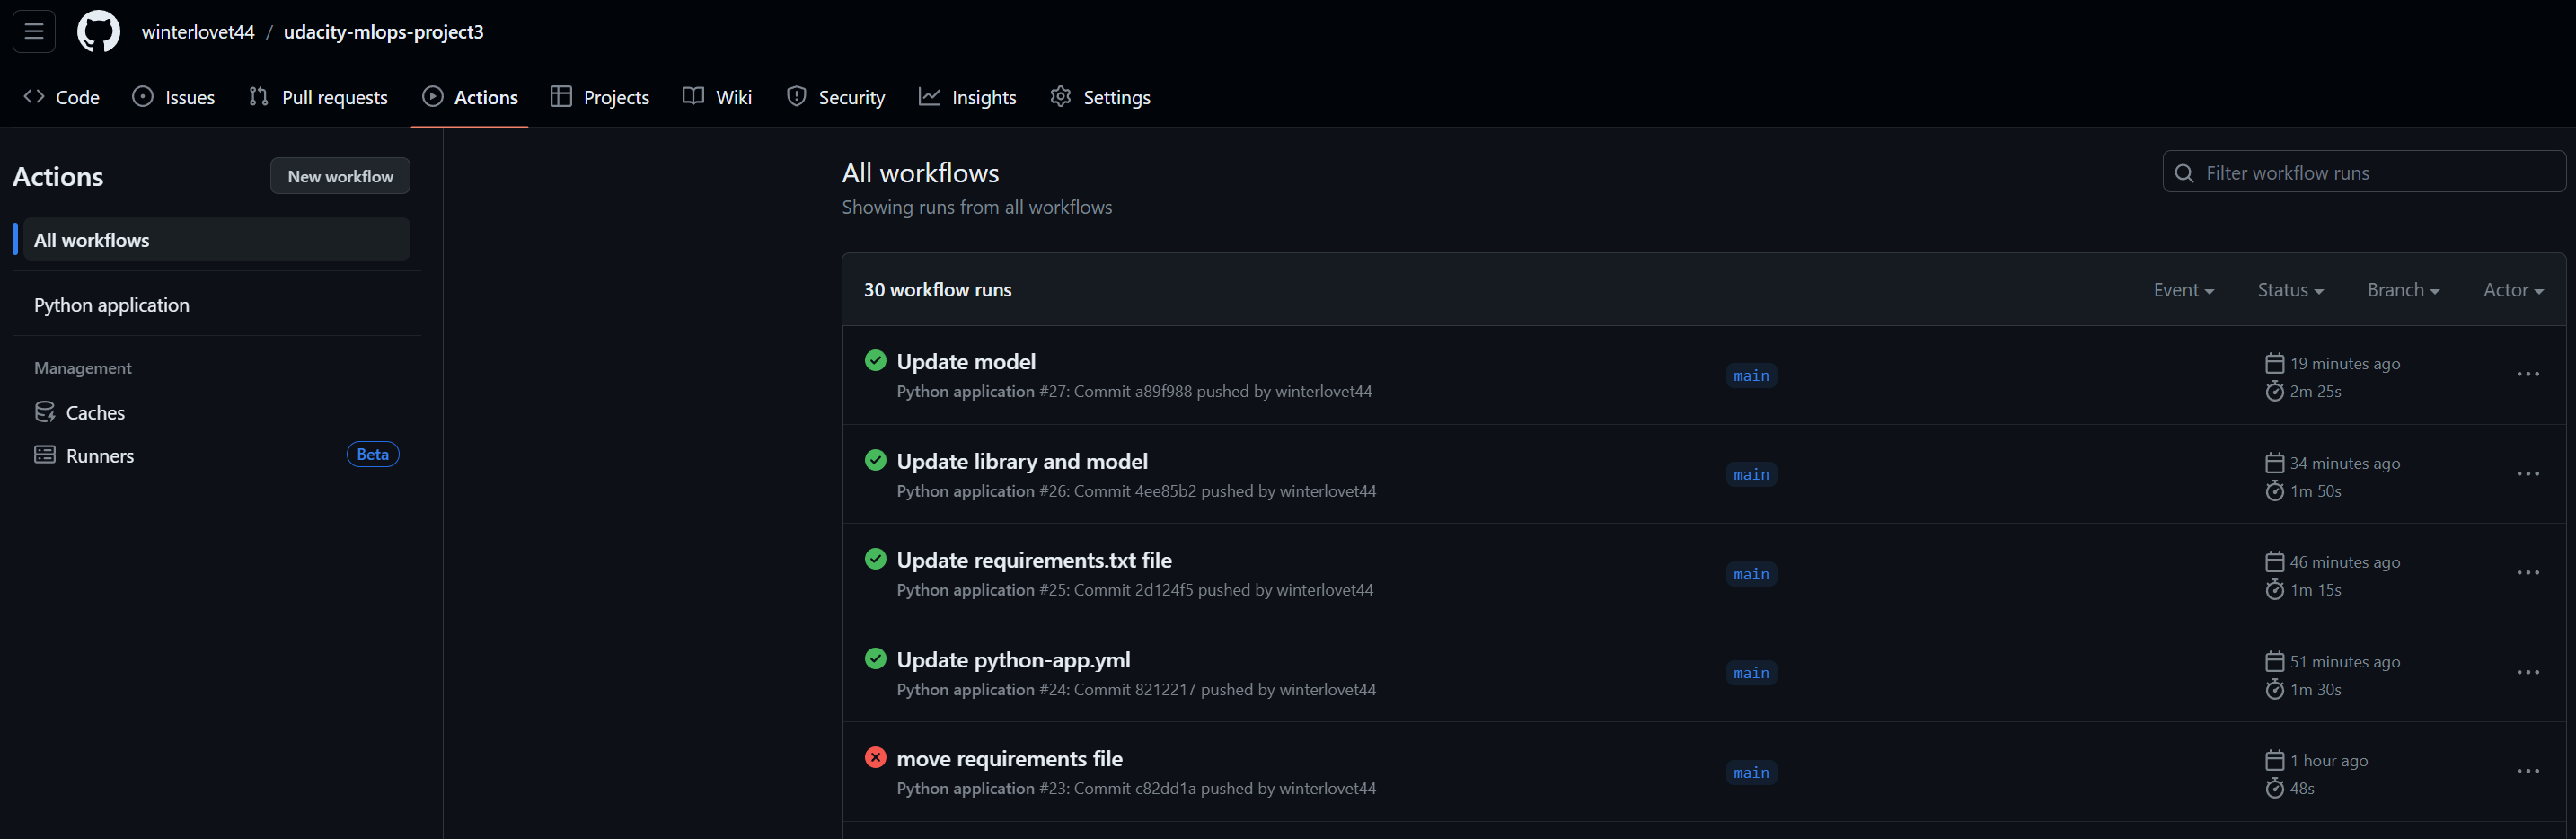 winterlovet44 / udacity-mlops-project3
Code Issues Pull requests Actions Projects Wiki Security Insights Settings
Actions
New workflow
All workflows
Python application
Management
Caches
Runners Beta
All workflows
Showing runs from all workflows
Filter workflow runs
30 workflow runs
Event Status Branch Actor
Update model
Python application #27: Commit a89f988 pushed by winterlovet44
main
19 minutes ago
2m 25s
Update library and model
Python application #26: Commit 4ee85b2 pushed by winterlovet44
main
34 minutes ago
1m 50s
Update requirements.txt file
Python application #25: Commit 2d124f5 pushed by winterlovet44
main
46 minutes ago
1m 15s
Update python-app.yml
Python application #24: Commit 8212217 pushed by winterlovet44
main
51 minutes ago
1m 30s
move requirements file
Python application #23: Commit c82dd1a pushed by winterlovet44
main
1 hour ago
48s